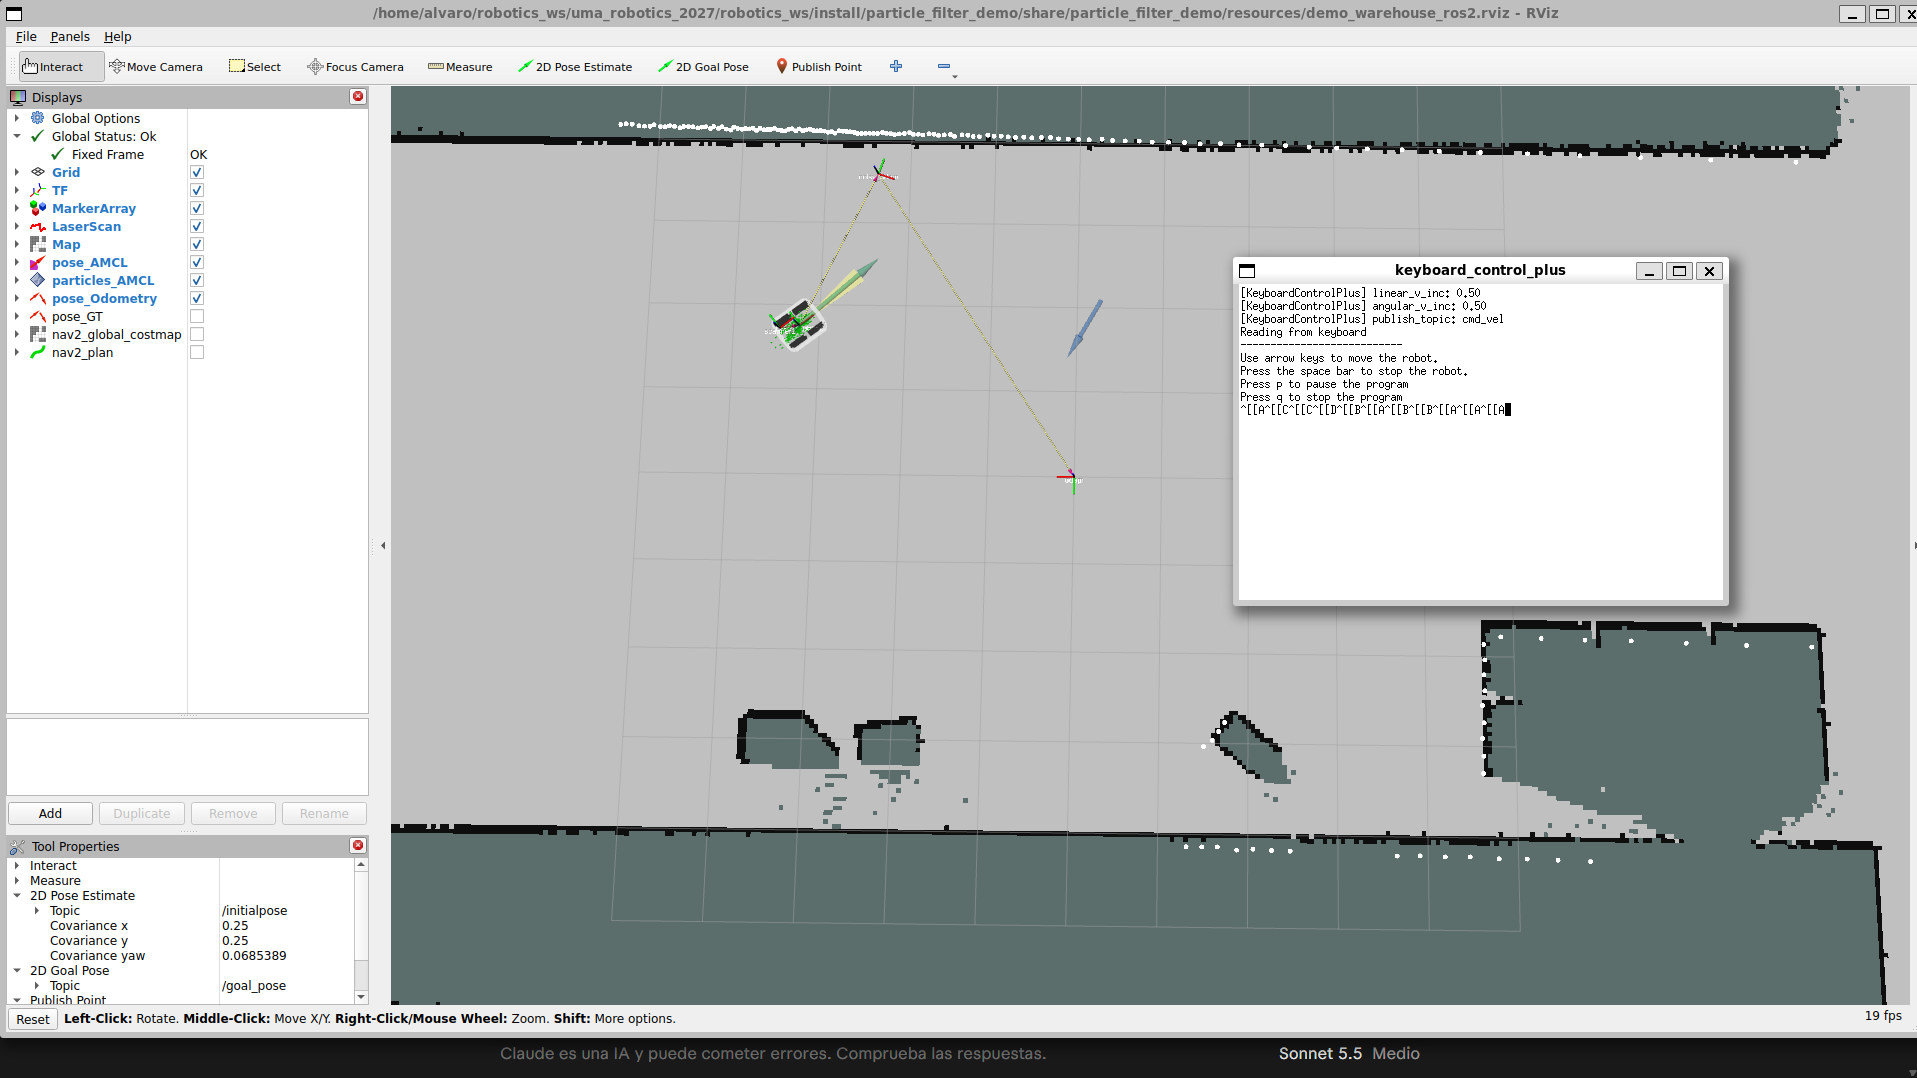 /home/alvaro/robotics_ws/uma_robotics_2027/robotics_ws/install/particle_filter_demo/share/particle_filter_demo/resources/demo_warehouse_ros2.rviz - RViz
File Panels Help
Interact Move Camera Select Focus Camera Measure 2D Pose Estimate 2D Goal Pose Publish Point
Displays
Global Options
Global Status: Ok
Fixed Frame OK
Grid
TF
MarkerArray
LaserScan
Map
pose_AMCL
particles_AMCL
pose_Odometry
pose_GT
nav2_global_costmap
nav2_plan
Add Duplicate Remove Rename
Tool Properties
Interact
Measure
2D Pose Estimate
Topic /initialpose
Covariance x 0.25
Covariance y 0.25
Covariance yaw 0.0685389
2D Goal Pose
Topic /goal_pose
Publish Point
keyboard_control_plus
[KeyboardControlPlus] linear_v_inc: 0.50
[KeyboardControlPlus] angular_v_inc: 0.50
[KeyboardControlPlus] publish_topic: cmd_vel
Reading from keyboard
---------------------------
Use arrow keys to move the robot.
Press the space bar to stop the robot.
Press p to pause the program
Press q to stop the program
^[[A^[[C^[[C^[[D^[[B^[[A^[[B^[[B^[[A^[[A^[[A
Reset Left-Click: Rotate. Middle-Click: Move X/Y. Right-Click/Mouse Wheel: Zoom. Shift: More options. 19 fps
Claude es una IA y puede cometer errores. Comprueba las respuestas. Sonnet 5.5 Medio